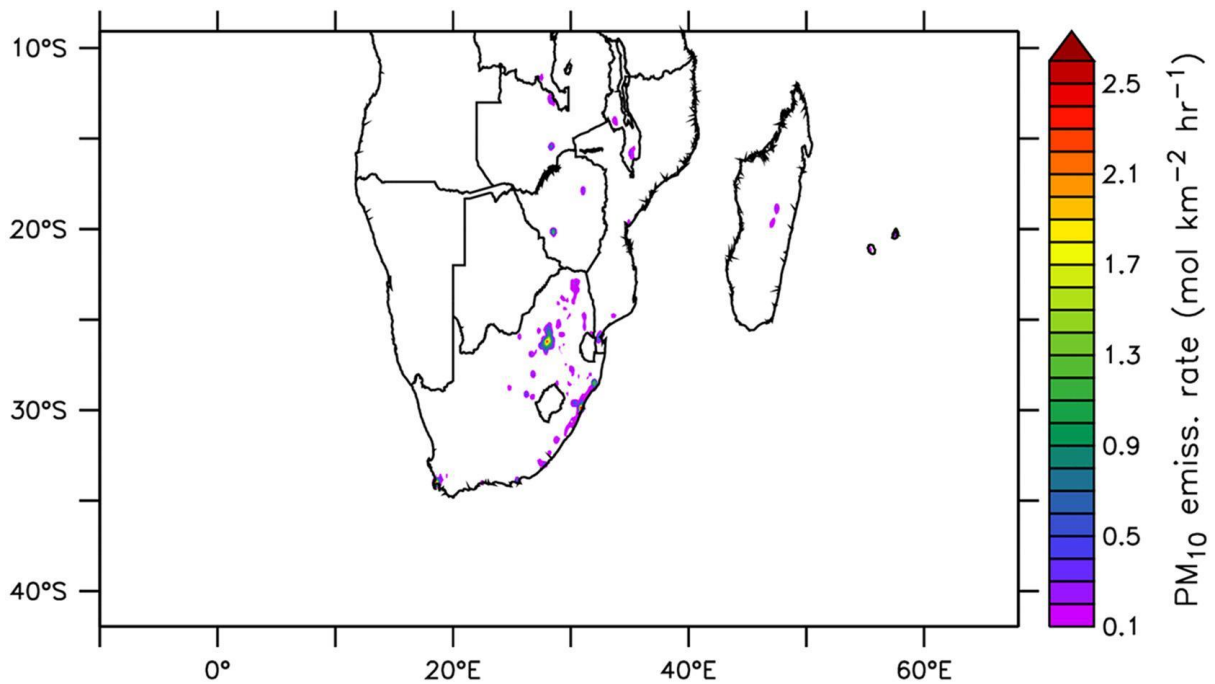 10°S
20°S
30°S
40°S
0°
20°E
40°E
60°E
2.5
2.1
1.7
1.3
0.9
0.5
0.1
PM₁₀ emiss. rate (mol km⁻² hr⁻¹)